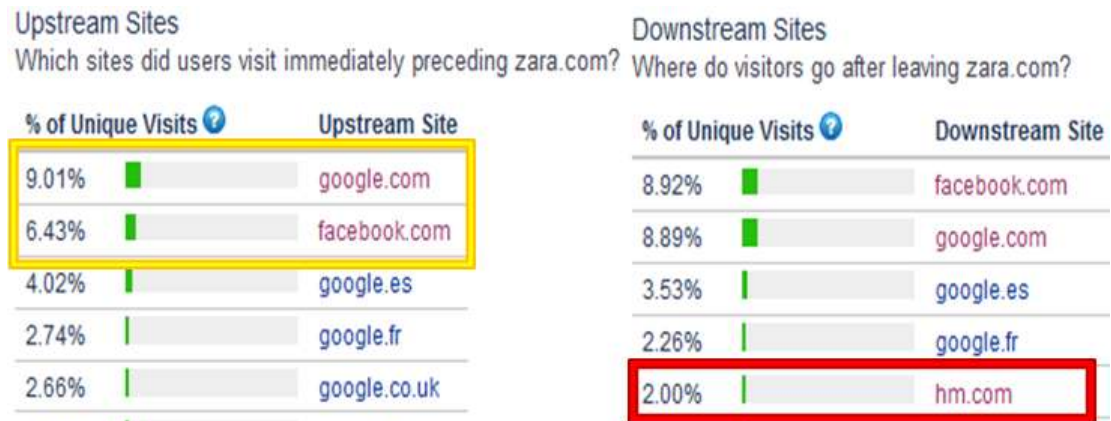 Upstream Sites
Which sites did users visit immediately preceding zara.com?
% of Unique Visits ? Upstream Site
9.01% google.com
6.43% facebook.com
4.02% google.es
2.74% google.fr
2.66% google.co.uk
Downstream Sites
Where do visitors go after leaving zara.com?
% of Unique Visits ? Downstream Site
8.92% facebook.com
8.89% google.com
3.53% google.es
2.26% google.fr
2.00% hm.com